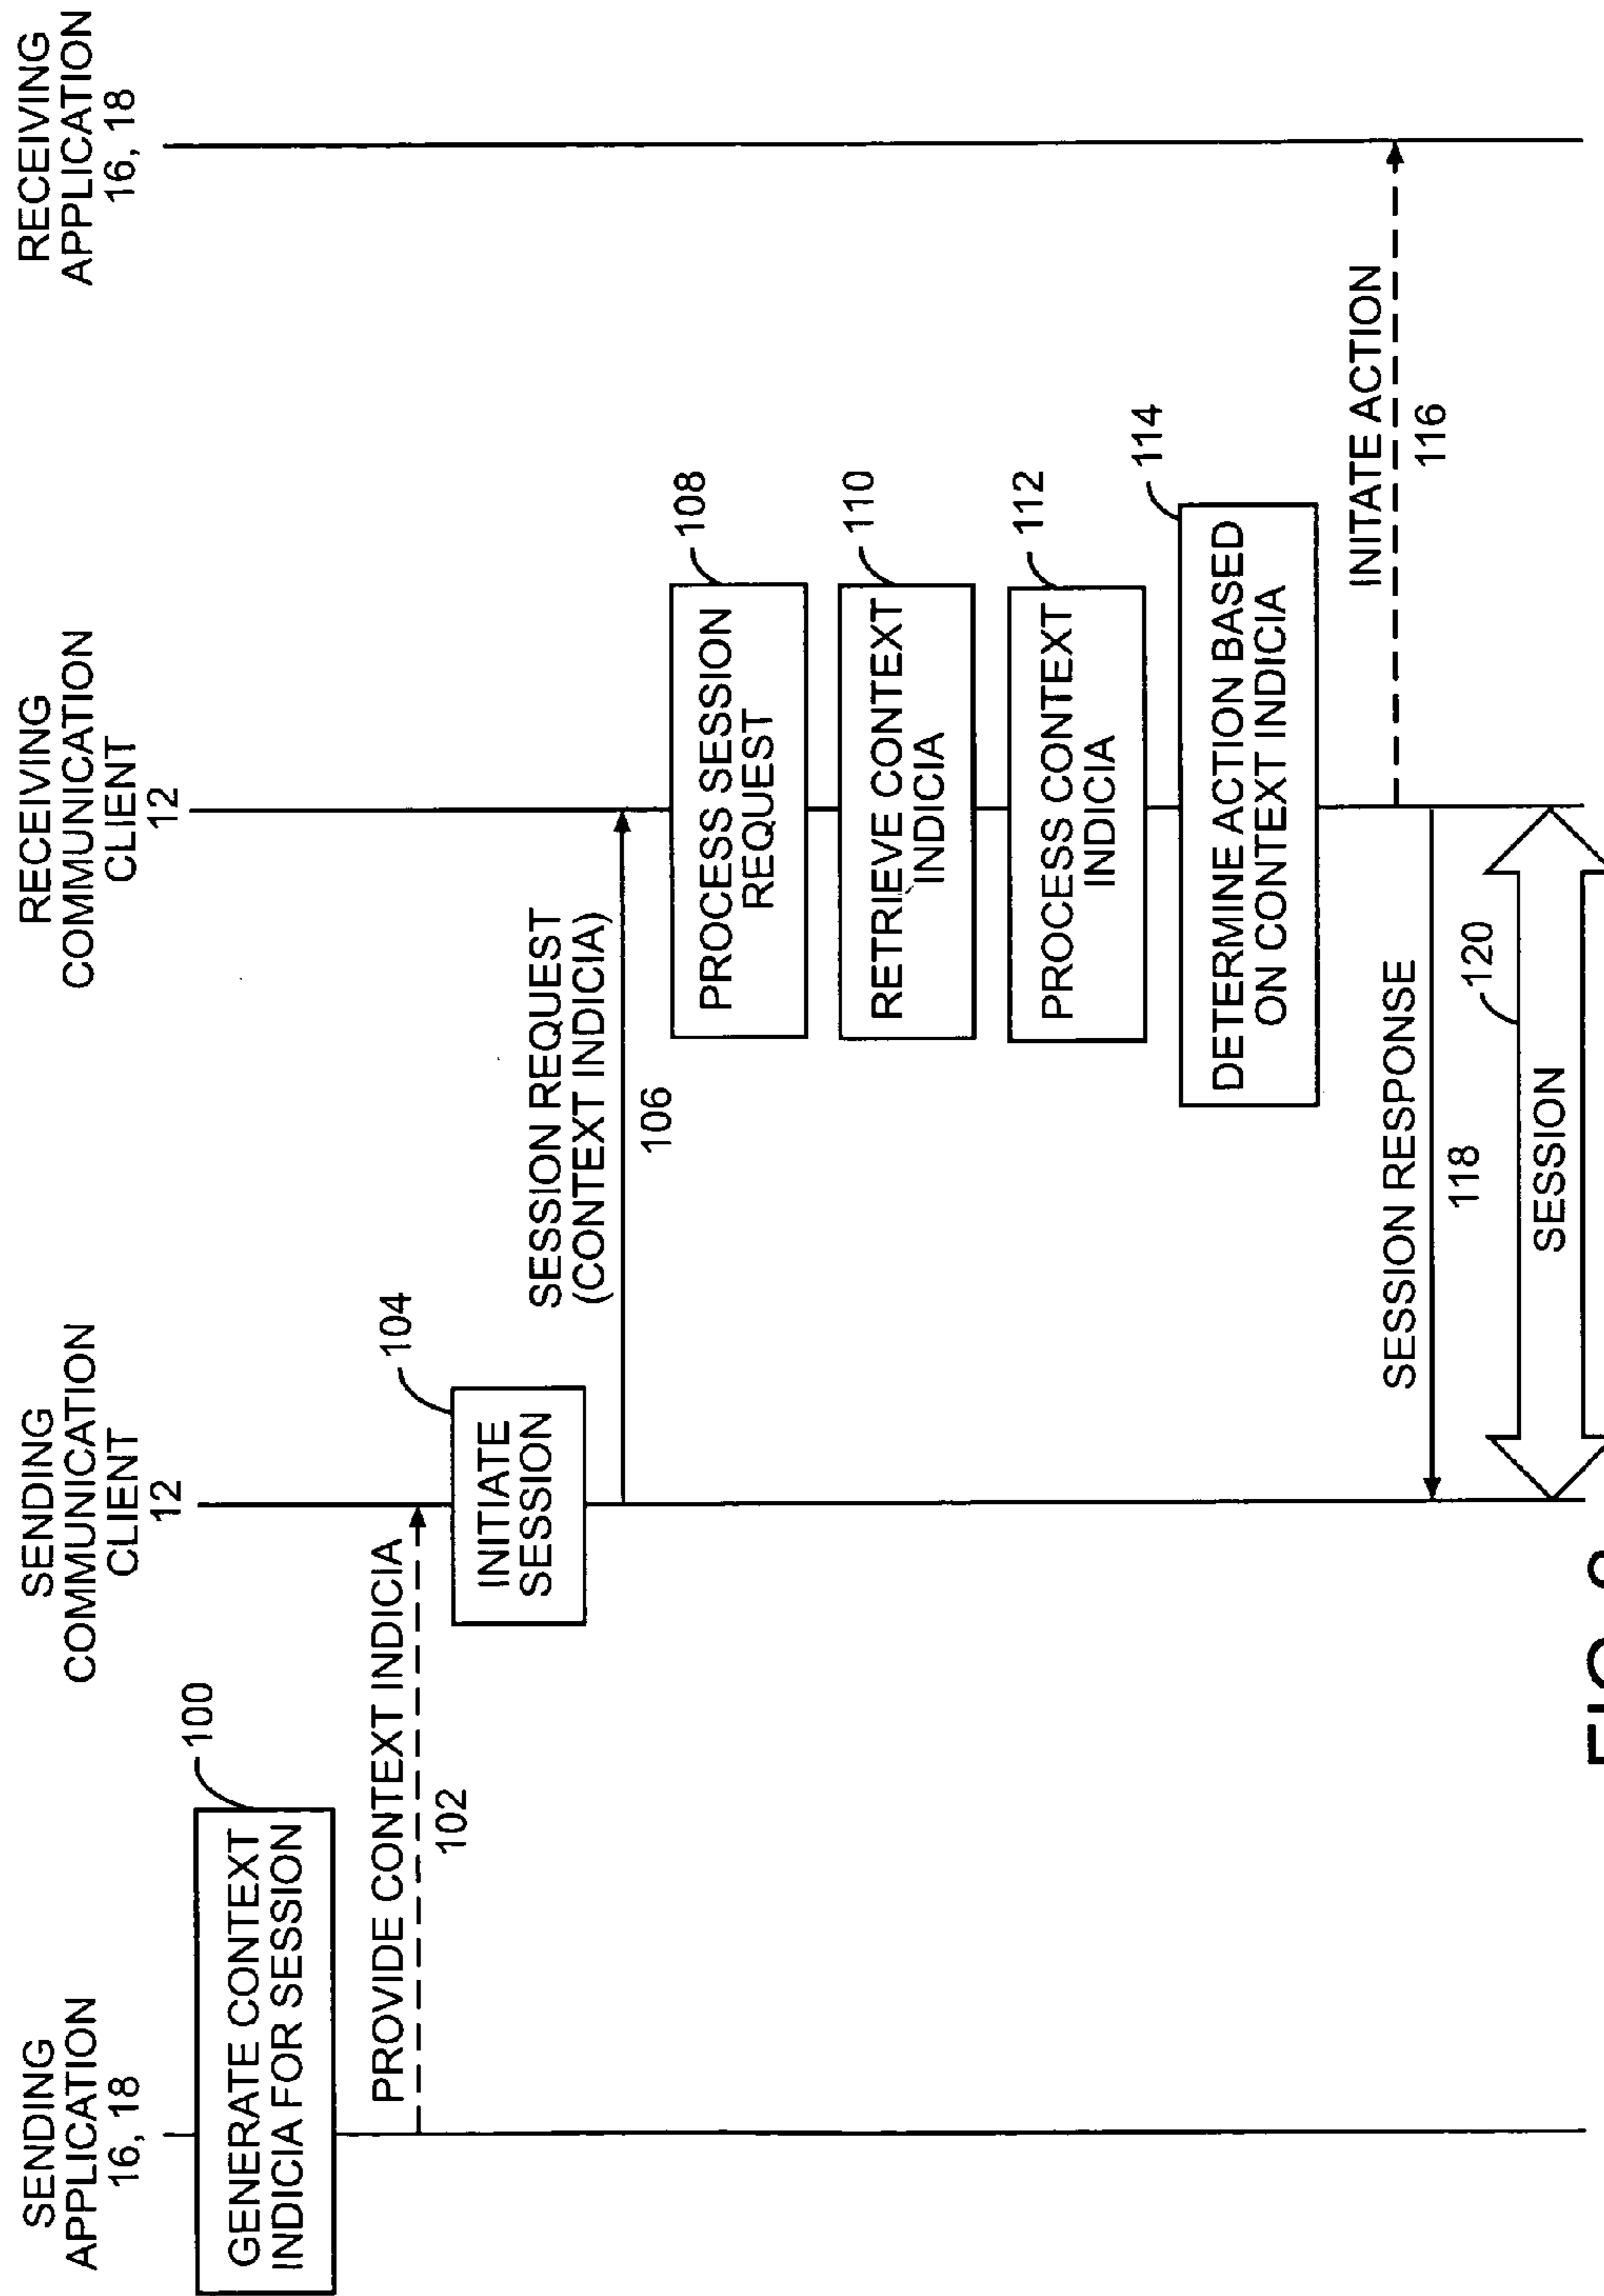 SENDING
APPLICATION
16, 18
SENDING
COMMUNICATION
CLIENT
12
RECEIVING
COMMUNICATION
CLIENT
12
RECEIVING
APPLICATION
16, 18
GENERATE CONTEXT
INDICIA FOR SESSION
100
PROVIDE CONTEXT INDICIA
102
INITIATE
SESSION
104
SESSION REQUEST
(CONTEXT INDICIA)
106
PROCESS SESSION
REQUEST
108
RETRIEVE CONTEXT
INDICIA
110
PROCESS CONTEXT
INDICIA
112
DETERMINE ACTION BASED
ON CONTEXT INDICIA
114
INITATE ACTION
116
SESSION RESPONSE
118
120
SESSION
FIG.